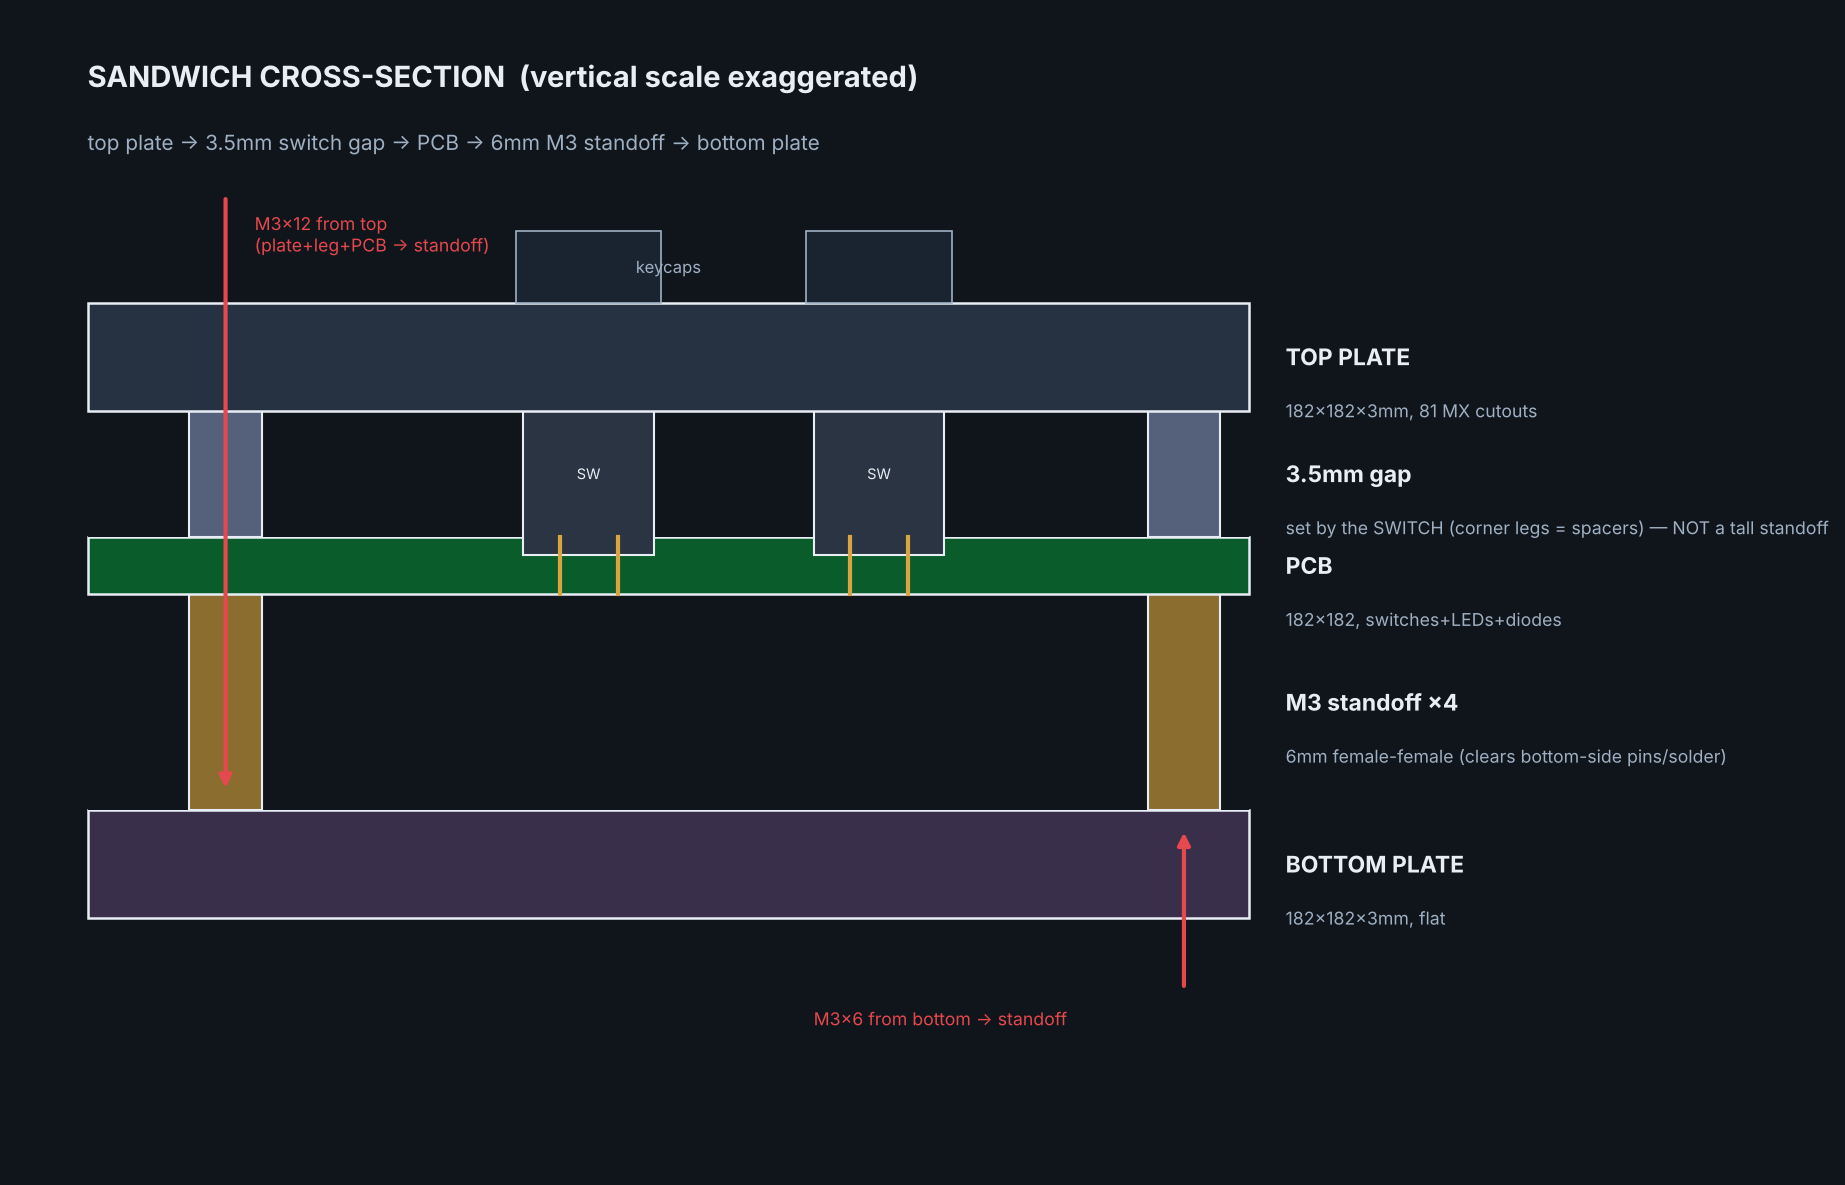 SANDWICH CROSS-SECTION (vertical scale exaggerated)
top plate → 3.5mm switch gap → PCB → 6mm M3 standoff → bottom plate
M3×12 from top
(plate+leg+PCB → standoff)
keycaps
TOP PLATE
182×182×3mm, 81 MX cutouts
SW
SW
3.5mm gap
set by the SWITCH (corner legs = spacers) — NOT a tall standoff
PCB
182×182, switches+LEDs+diodes
M3 standoff ×4
6mm female-female (clears bottom-side pins/solder)
BOTTOM PLATE
182×182×3mm, flat
M3×6 from bottom → standoff